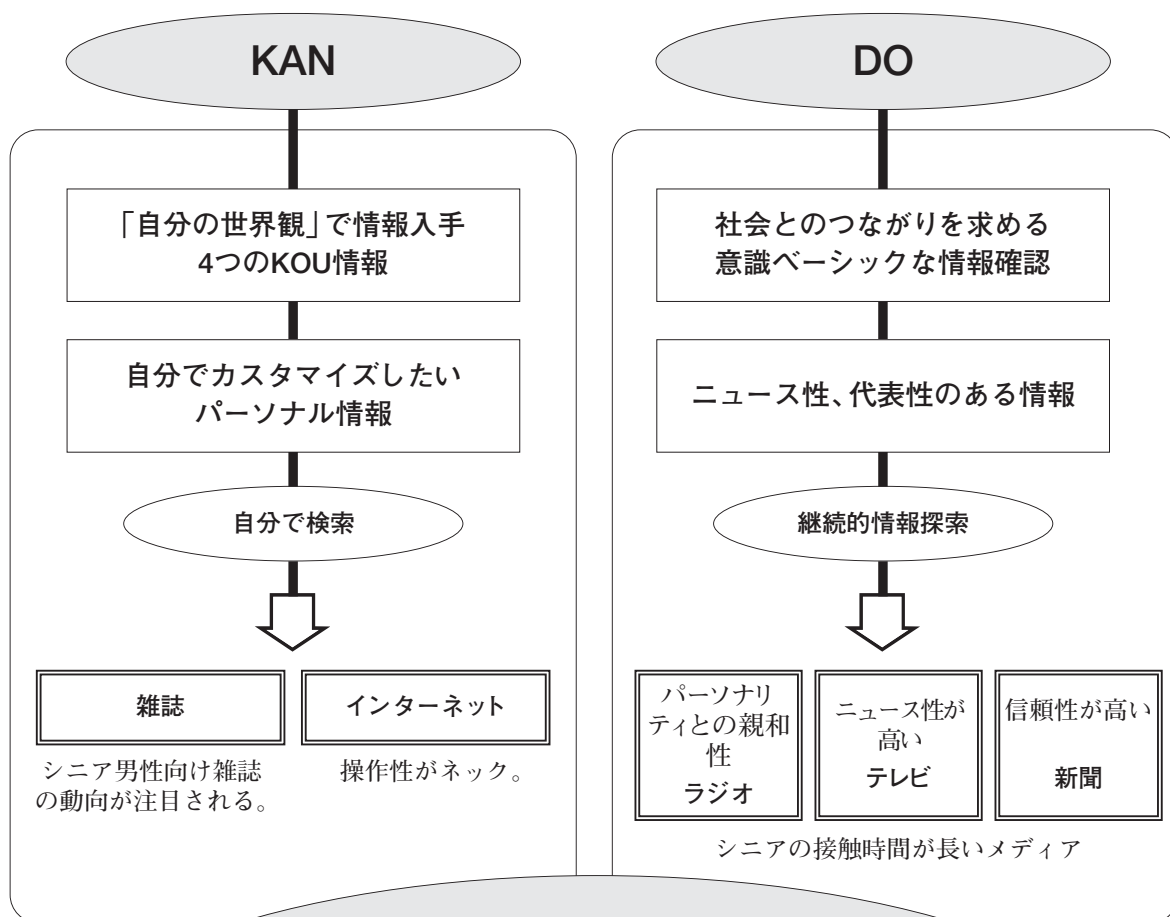 KAN
「自分の世界観」で情報入手
4つのKOU情報
自分でカスタマイズしたい
パーソナル情報
自分で検索
雑誌
シニア男性向け雑誌
の動向が注目される。
インターネット
操作性がネック。
DO
社会とのつながりを求める
意識ベーシックな情報確認
ニュース性、代表性のある情報
継続的情報探索
パーソナリ
ティとの親和
性
ラジオ
ニュース性が
高い
テレビ
信頼性が高い
新聞
シニアの接触時間が長いメディア